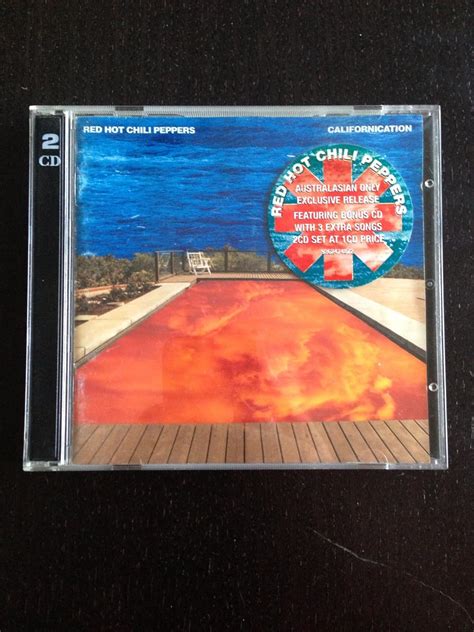 2
CD
RED HOT CHILI PEPPERS
CALIFORNICATION
RED HOT CHILI PEPPERS
AUSTRALASIAN ONLY
EXCLUSIVE RELEASE
FEATURING BONUS CD
WITH 3 EXTRA SONGS
2CD SET AT 1CD PRICE